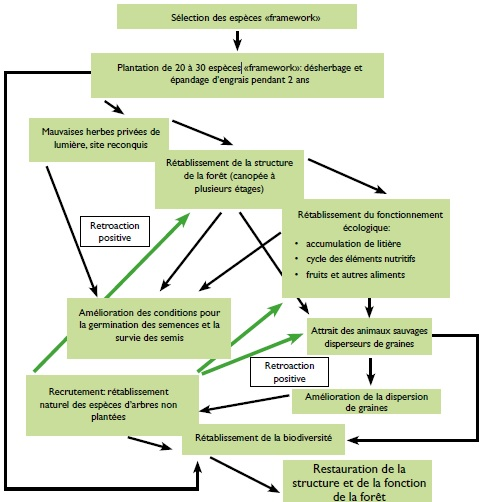 Sélection des espèces «framework»
Plantation de 20 à 30 espèces «framework»: désherbage et
épandage d'engrais pendant 2 ans
Mauvaises herbes privées de
lumière, site reconquis
Rétablissement de la structure
de la forêt (canopée à
plusieurs étages)
Rétablissement du fonctionnement
écologique:
• accumulation de litière
• cycle des éléments nutritifs
• fruits et autres aliments
Retroaction
positive
Amélioration des conditions pour
la germination des semences et la
survie des semis
Attrait des animaux sauvages
disperseurs de graines
Retroaction
positive
Recrutement: rétablissement
naturel des espèces d'arbres non
plantées
Amélioration de la dispersion
de graines
Rétablissement de la biodiversité
Restauration de la
structure et de la fonction
de la forêt